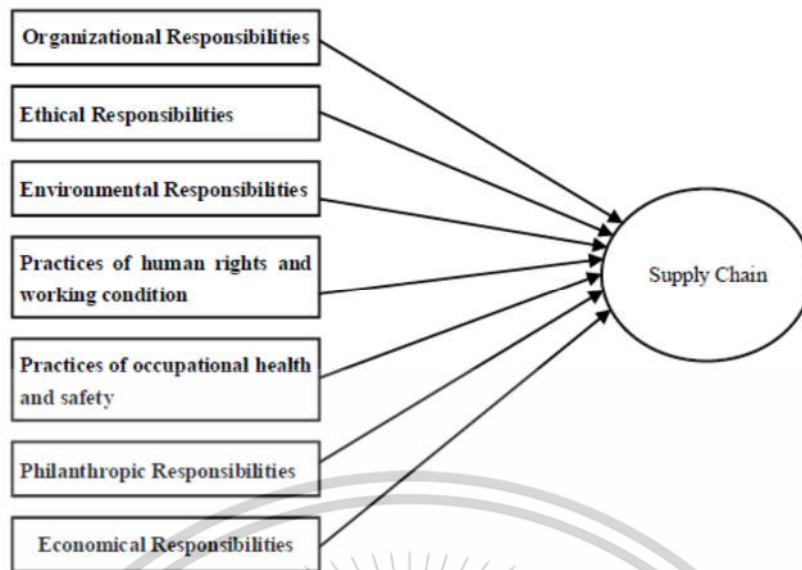 Organizational Responsibilities
Ethical Responsibilities
Environmental Responsibilities
Practices of human rights and
working condition
Supply Chain
Practices of occupational health
and safety
Philanthropic Responsibilities
Economical Responsibilities